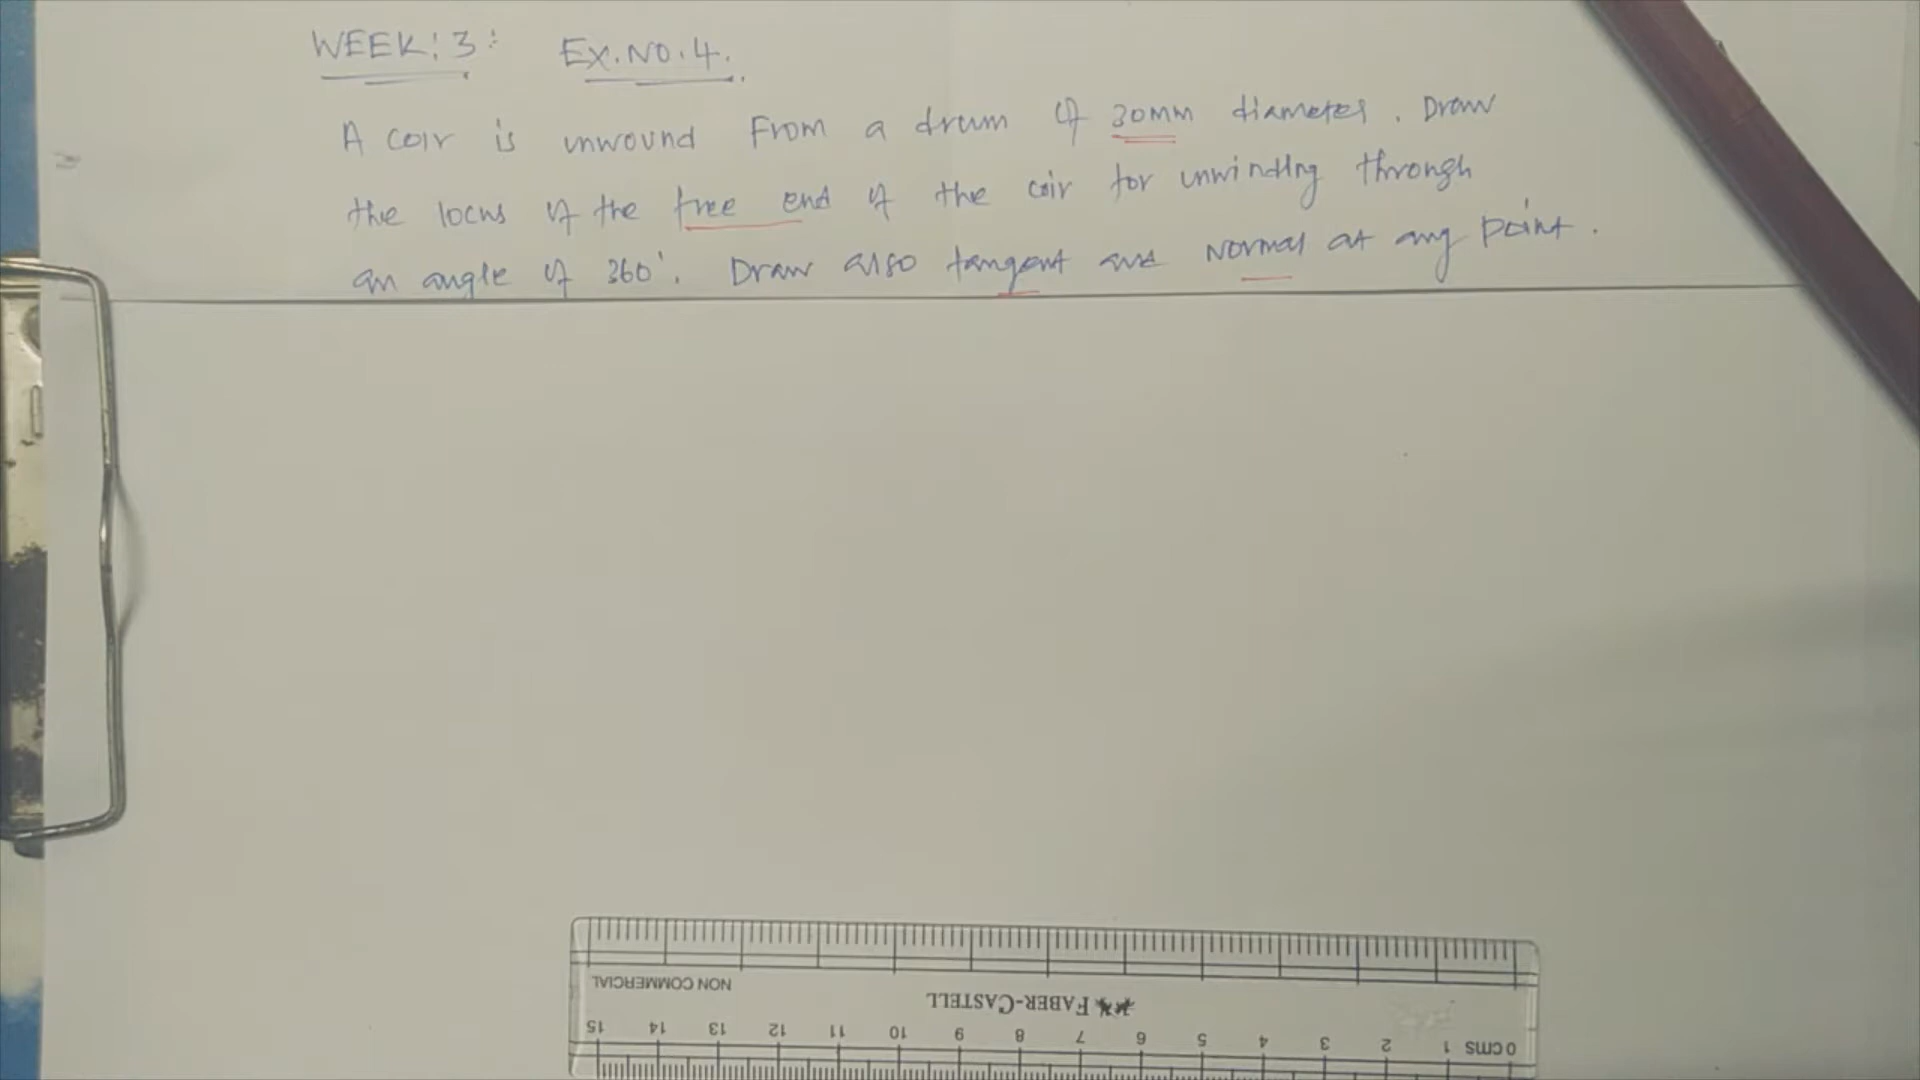 WEEK: 3: Ex.No.4.
A coir is unwound From a drum of 30mm diameter. Draw
the locus of the free end of the coir for unwinding through
an angle of 360°. Draw also tangent and Normal at any point.
NON COMMERCIAL
FABER-CASTELL
15 14 13 12 11 10 9 8 7 6 5 4 3 2 1 0 cms